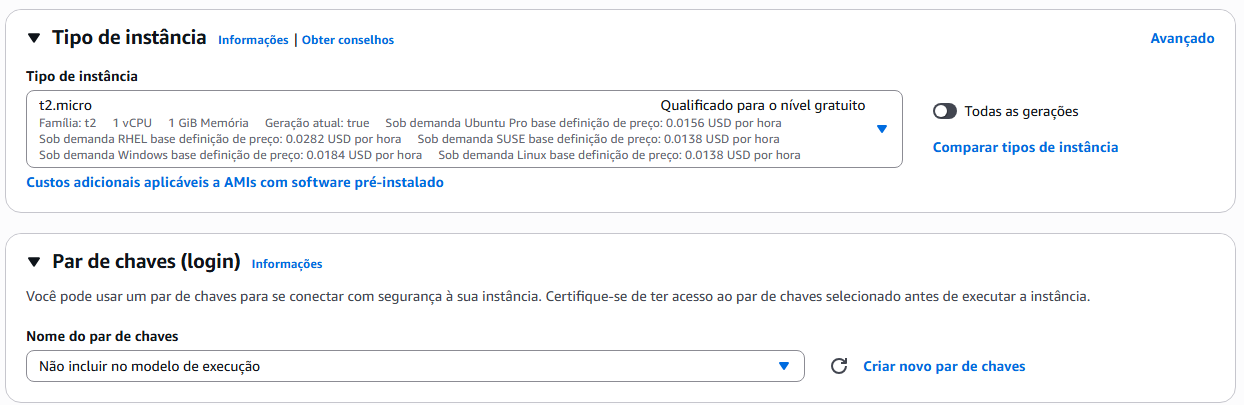 Tipo de instância Informações | Obter conselhos Avançado
Tipo de instância
t2.micro Qualificado para o nível gratuito
Família: t2 1 vCPU 1 GiB Memória Geração atual: true Sob demanda Ubuntu Pro base definição de preço: 0.0156 USD por hora
Sob demanda RHEL base definição de preço: 0.0282 USD por hora Sob demanda SUSE base definição de preço: 0.0138 USD por hora
Sob demanda Windows base definição de preço: 0.0184 USD por hora Sob demanda Linux base definição de preço: 0.0138 USD por hora
Todas as gerações
Comparar tipos de instância
Custos adicionais aplicáveis a AMIs com software pré-instalado
Par de chaves (login) Informações
Você pode usar um par de chaves para se conectar com segurança à sua instância. Certifique-se de ter acesso ao par de chaves selecionado antes de executar a instância.
Nome do par de chaves
Não incluir no modelo de execução Criar novo par de chaves